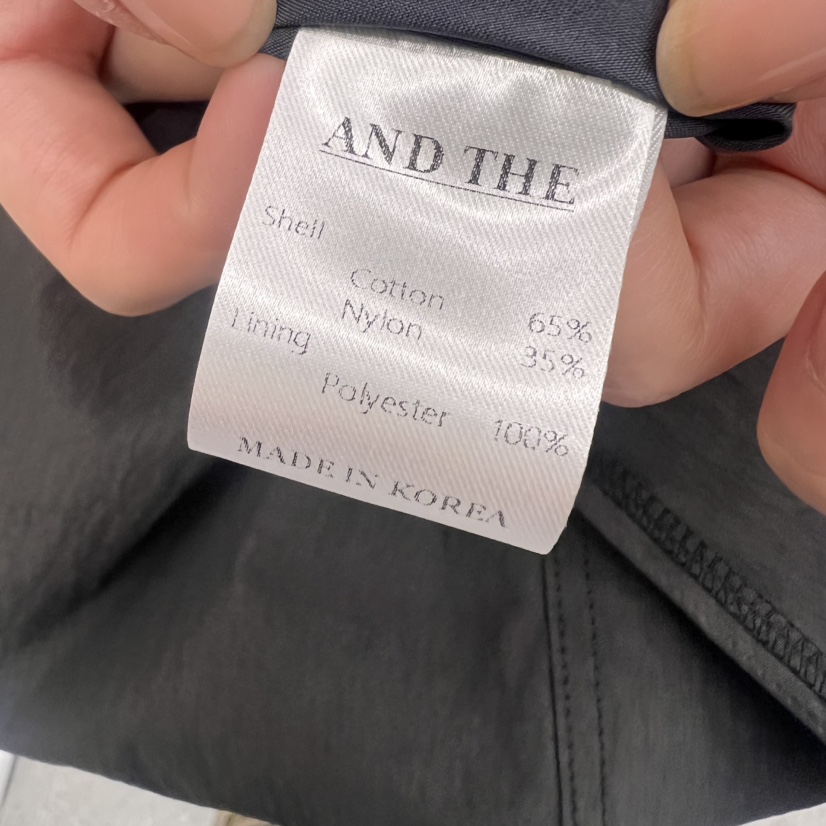 AND THE
Shell
Cotton 65%
Nylon 35%
Lining
Polyester 100%
MADE IN KOREA